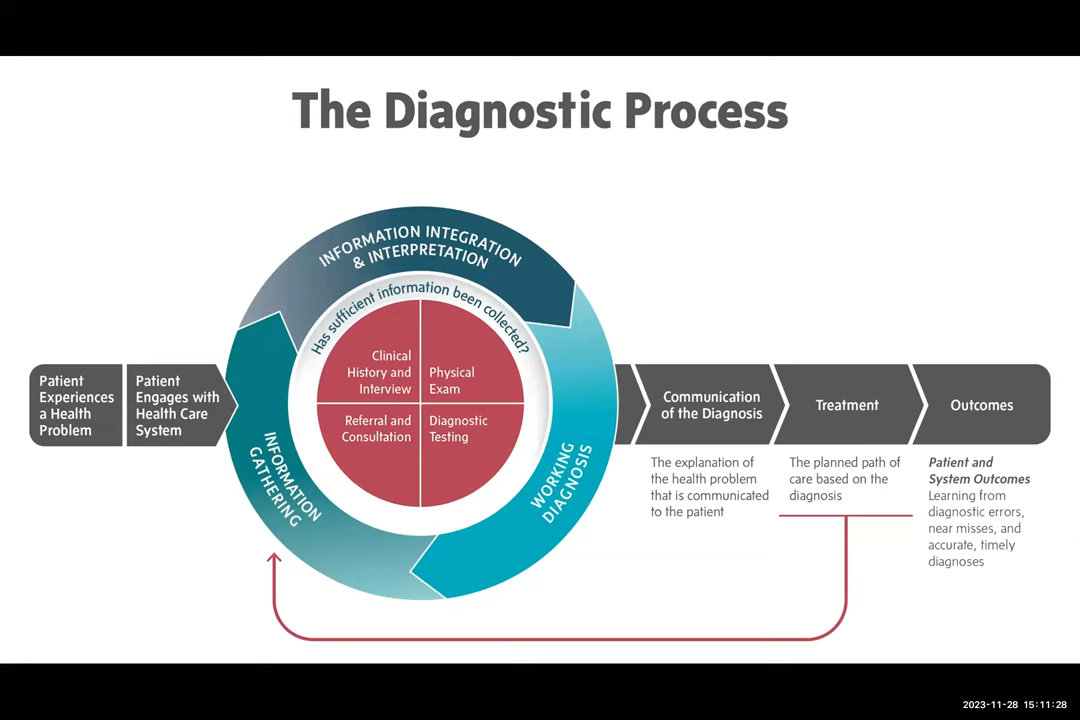 The Diagnostic Process
Patient
Experiences
a Health
Problem
Patient
Engages with
Health Care
System
INFORMATION INTEGRATION
& INTERPRETATION
Has sufficient information been collected?
Clinical
History and
Interview
Physical
Exam
Referral and
Consultation
Diagnostic
Testing
INFORMATION
GATHERING
WORKING
DIAGNOSIS
Communication
of the Diagnosis
The explanation of
the health problem
that is communicated
to the patient
Treatment
The planned path of
care based on the
diagnosis
Outcomes
Patient and
System Outcomes
Learning from
diagnostic errors,
near misses, and
accurate, timely
diagnoses
2023-11-28 15:11:28